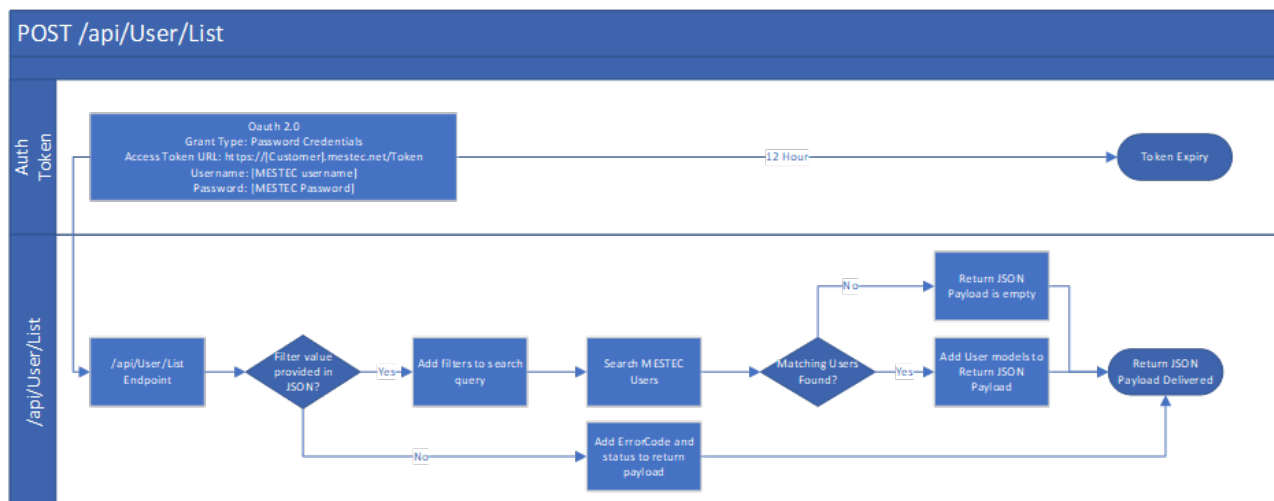 POST /api/User/List
Auth
Token
Oauth 2.0
Grant Type: Password Credentials
Access Token URL: https://[Customer].mestec.net/Token
Username: [MESTEC username]
Password: [MESTEC Password]
12 Hour
Token Expiry
/api/User/List
/api/User/List
Endpoint
Filter value
provided in
JSON?
Yes
Add filters to search
query
Search MESTEC
Users
Matching Users
Found?
No
Return JSON
Payload is empty
Yes
Add User models to
Return JSON
Payload
Return JSON
Payload Delivered
No
Add ErrorCode and
status to return
payload